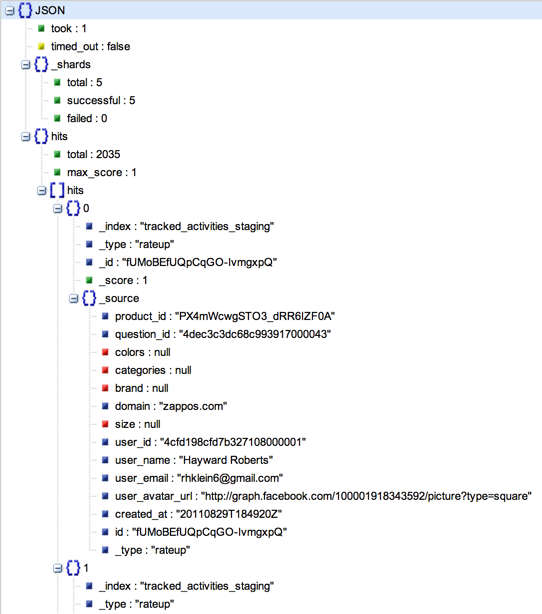 JSON
took : 1
timed_out : false
_shards
total : 5
successful : 5
failed : 0
hits
total : 2035
max_score : 1
hits
0
_index : "tracked_activities_staging"
_type : "rateup"
_id : "fUMoBEfUQpCqGO-IvmgxpQ"
_score : 1
_source
product_id : "PX4mWcwgSTO3_dRR6IZF0A"
question_id : "4dec3c3dc68c993917000043"
colors : null
categories : null
brand : null
domain : "zappos.com"
size : null
user_id : "4cfd198cfd7b327108000001"
user_name : "Hayward Roberts"
user_email : "rhklein6@gmail.com"
user_avatar_url : "http://graph.facebook.com/100001918343592/picture?type=square"
created_at : "20110829T184920Z"
id : "fUMoBEfUQpCqGO-IvmgxpQ"
_type : "rateup"
1
_index : "tracked_activities_staging"
_type : "rateup"